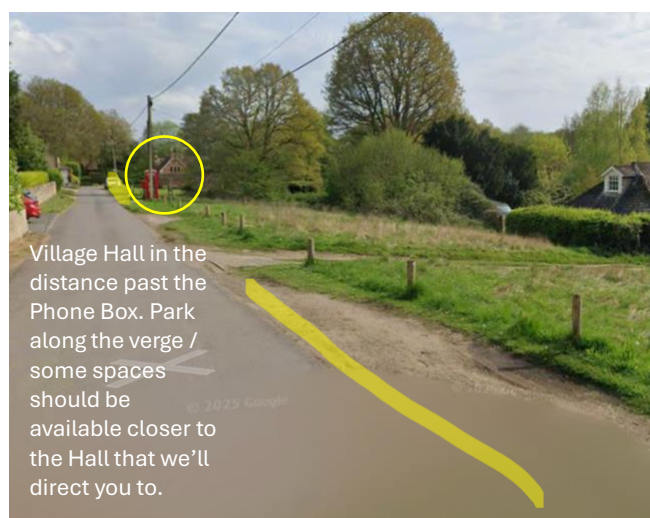 Village Hall in the
distance past the
Phone Box. Park
along the verge /
some spaces
should be
available closer to
the Hall that we’ll
direct you to.
© 2025 Google